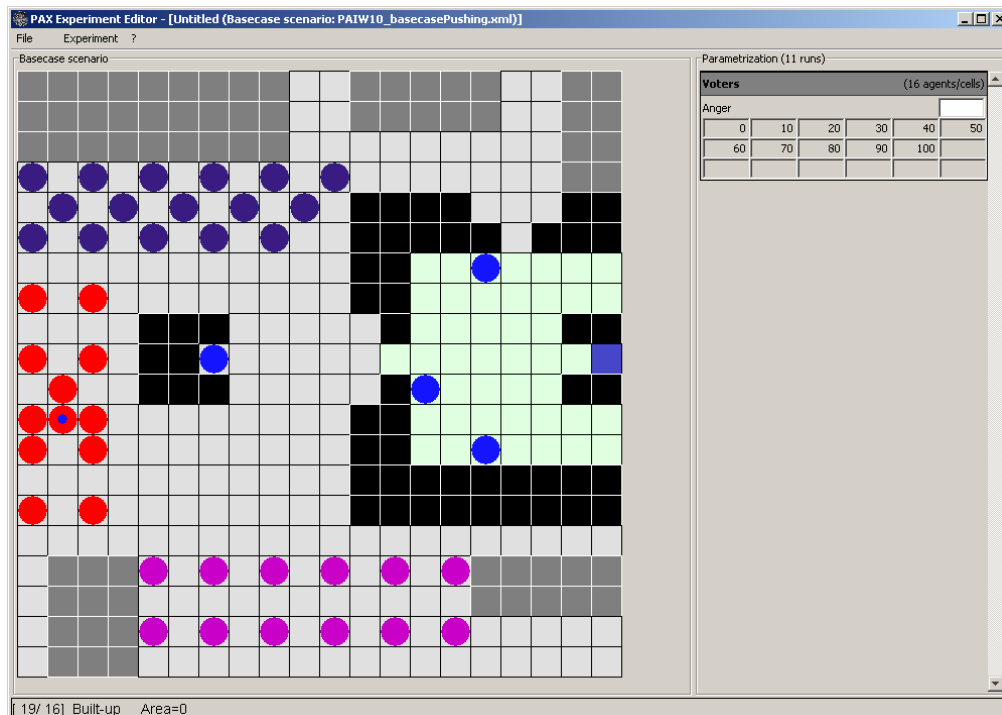 PAX Experiment Editor - [Untitled (Basecase scenario: PAIW10_basecasePushing.xml)]
File Experiment ?
Basecase scenario
Parametrization (11 runs)
Voters (16 agents/cells)
Anger
0 10 20 30 40 50
60 70 80 90 100
[ 19/ 16] Built-up Area=0